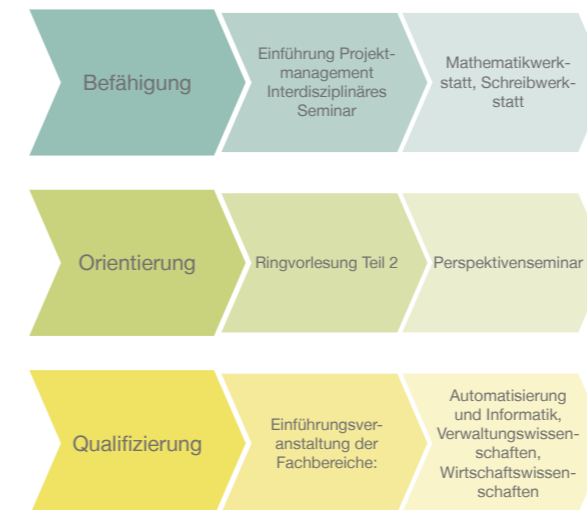 Befähigung
Einführung Projekt-
management
Interdisziplinäres
Seminar
Mathematikwerk-
statt, Schreibwerk-
statt
Orientierung
Ringvorlesung Teil 2
Perspektivenseminar
Qualifizierung
Einführungsver-
anstaltung der
Fachbereiche:
Automatisierung
und Informatik,
Verwaltungswissen-
schaften,
Wirtschaftswissen-
schaften